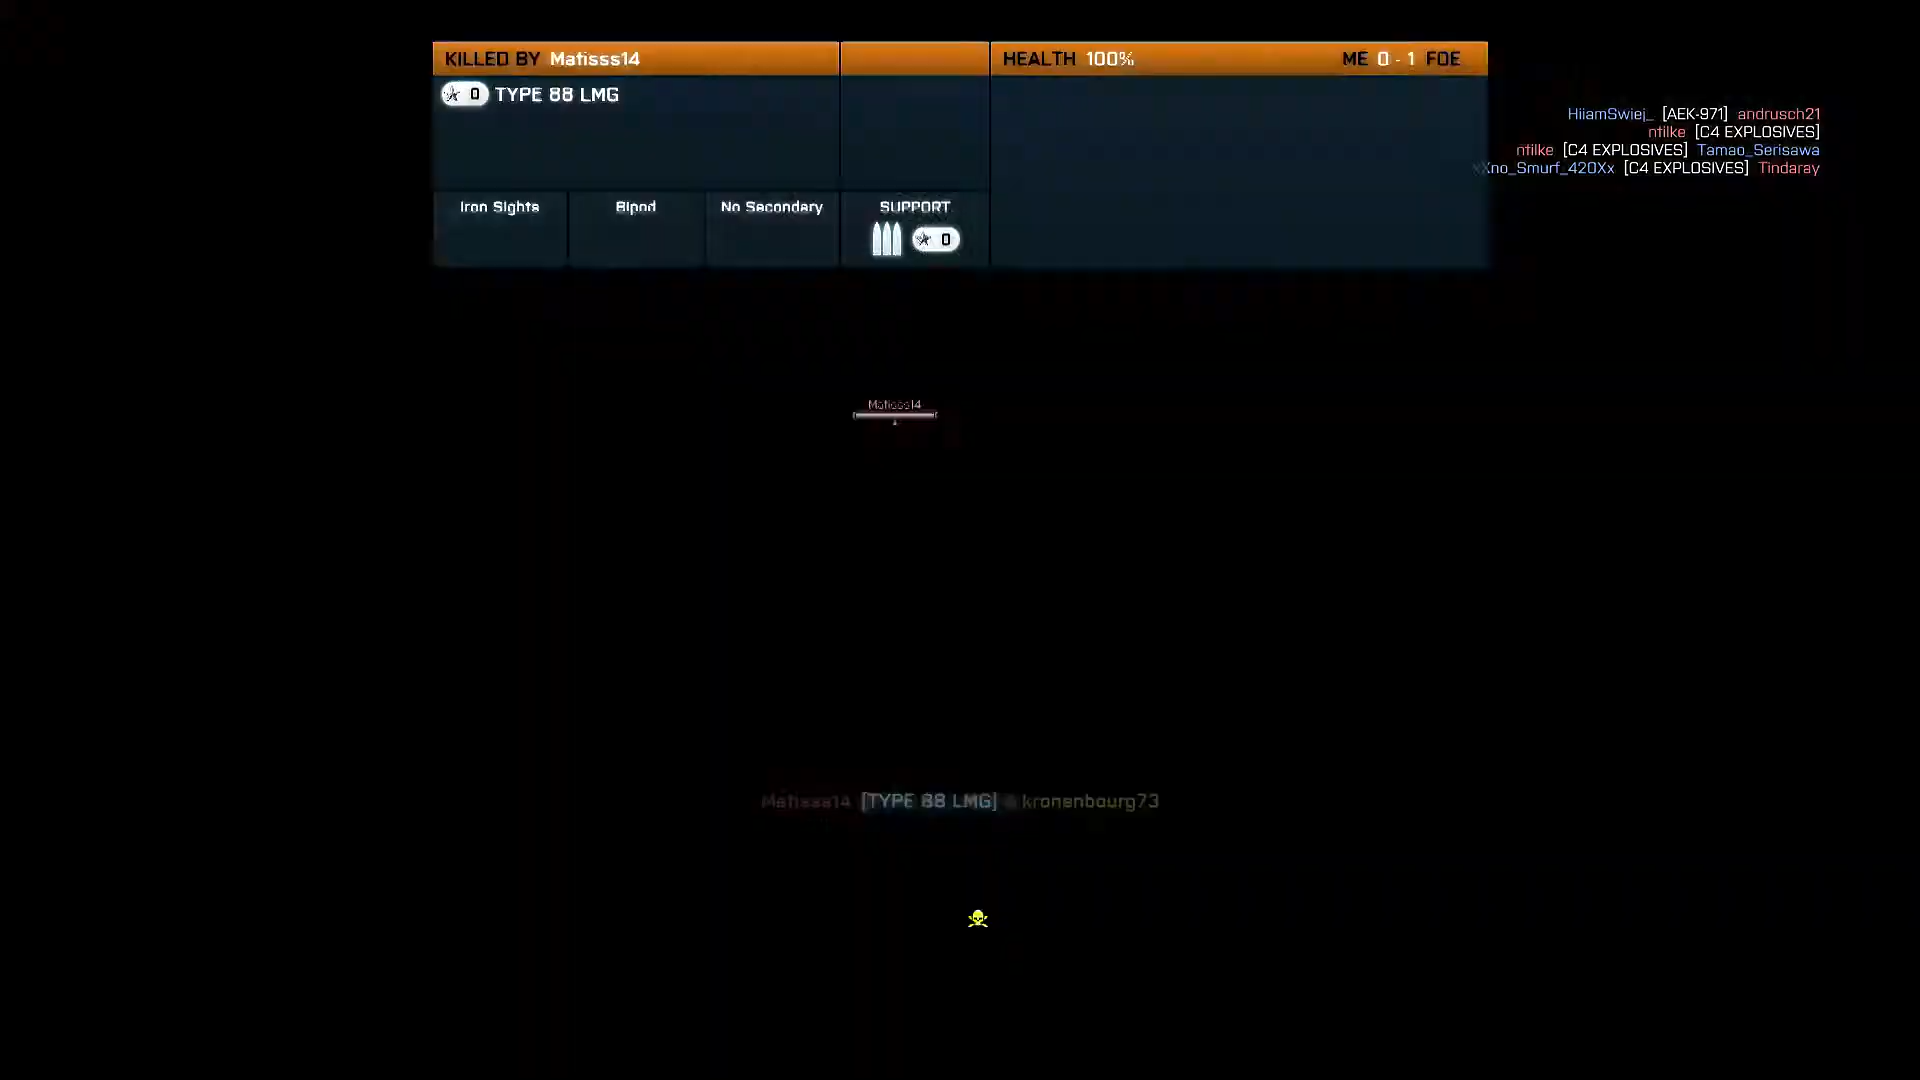 KILLED BY Matisss14
HEALTH 100%
ME 0 - 1 FOE
0 TYPE 88 LMG
HiiamSwiej_ [AEK-971] andrusch21
ntilke [C4 EXPLOSIVES]
ntilke [C4 EXPLOSIVES] Tamao_Serisawa
xXno_Smurf_420Xx [C4 EXPLOSIVES] Tindaray
Iron Sights
Bipod
No Secondary
SUPPORT
0
Matisss14
Matisss14 [TYPE 88 LMG] kronenbourg73